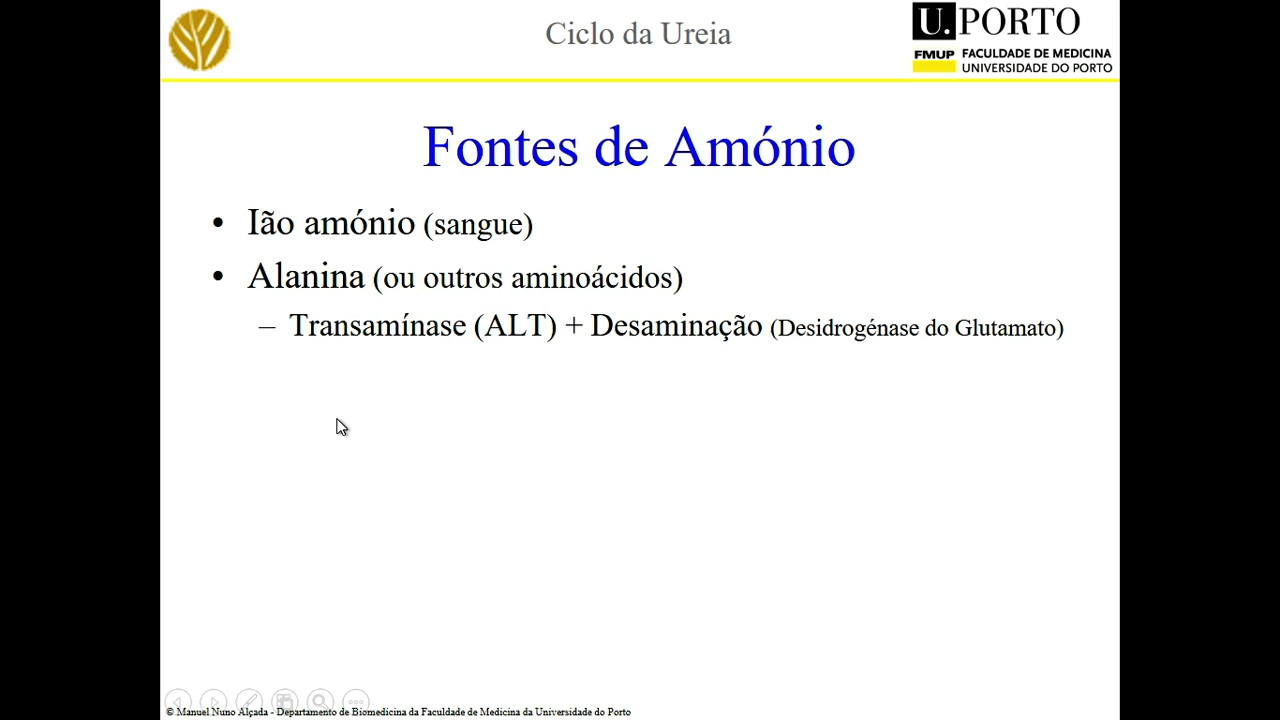 Ciclo da Ureia
U. PORTO
FMUP FACULDADE DE MEDICINA
UNIVERSIDADE DO PORTO
Fontes de Amónio
• Ião amónio (sangue)
• Alanina (ou outros aminoácidos)
– Transamínase (ALT) + Desaminação (Desidrogénase do Glutamato)
© Manuel Nuno Alçada - Departamento de Biomedicina da Faculdade de Medicina da Universidade do Porto